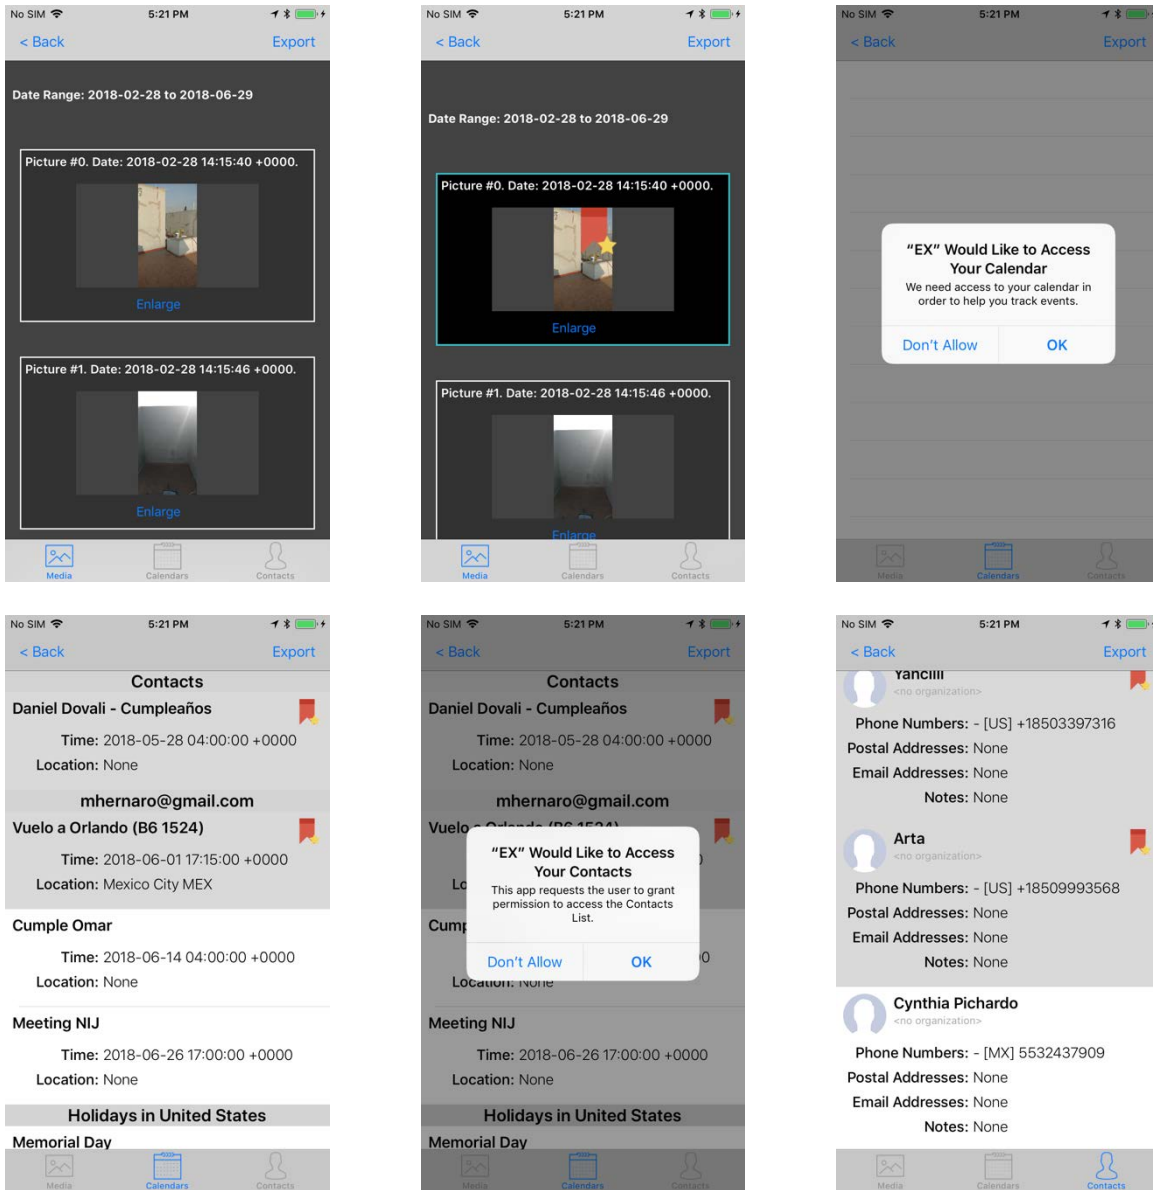 No SIM 5:21 PM
< Back Export
Date Range: 2018-02-28 to 2018-06-29
Picture #0. Date: 2018-02-28 14:15:40 +0000.
Enlarge
Picture #1. Date: 2018-02-28 14:15:46 +0000.
Enlarge
Media Calendars Contacts
No SIM 5:21 PM
< Back Export
Date Range: 2018-02-28 to 2018-06-29
Picture #0. Date: 2018-02-28 14:15:40 +0000.
Enlarge
Picture #1. Date: 2018-02-28 14:15:46 +0000.
Enlarge
Media Calendars Contacts
No SIM 5:21 PM
< Back Export
“EX” Would Like to Access
Your Calendar
We need access to your calendar in
order to help you track events.
Don't Allow OK
Media Calendars Contacts
No SIM 5:21 PM
< Back Export
Contacts
Daniel Dovali - Cumpleaños
Time: 2018-05-28 04:00:00 +0000
Location: None
mhernaro@gmail.com
Vuelo a Orlando (B6 1524)
Time: 2018-06-01 17:15:00 +0000
Location: Mexico City MEX
Cumple Omar
Time: 2018-06-14 04:00:00 +0000
Location: None
Meeting NIJ
Time: 2018-06-26 17:00:00 +0000
Location: None
Holidays in United States
Memorial Day
Media Calendars Contacts
No SIM 5:21 PM
< Back Export
Contacts
Daniel Dovali - Cumpleaños
Time: 2018-05-28 04:00:00 +0000
Location: None
mhernaro@gmail.com
Vuelo a Orlando (B6 1524)
“EX” Would Like to Access
Your Contacts
This app requests the user to grant
permission to access the Contacts
List.
Don't Allow OK
Location: None
Meeting NIJ
Time: 2018-06-26 17:00:00 +0000
Location: None
Holidays in United States
Memorial Day
Media Calendars Contacts
No SIM 5:21 PM
< Back Export
<no organization>
Phone Numbers: - [US] +18503397316
Postal Addresses: None
Email Addresses: None
Notes: None
Arta
<no organization>
Phone Numbers: - [US] +18509993568
Postal Addresses: None
Email Addresses: None
Notes: None
Cynthia Pichardo
<no organization>
Phone Numbers: - [MX] 5532437909
Postal Addresses: None
Email Addresses: None
Notes: None
Media Calendars Contacts